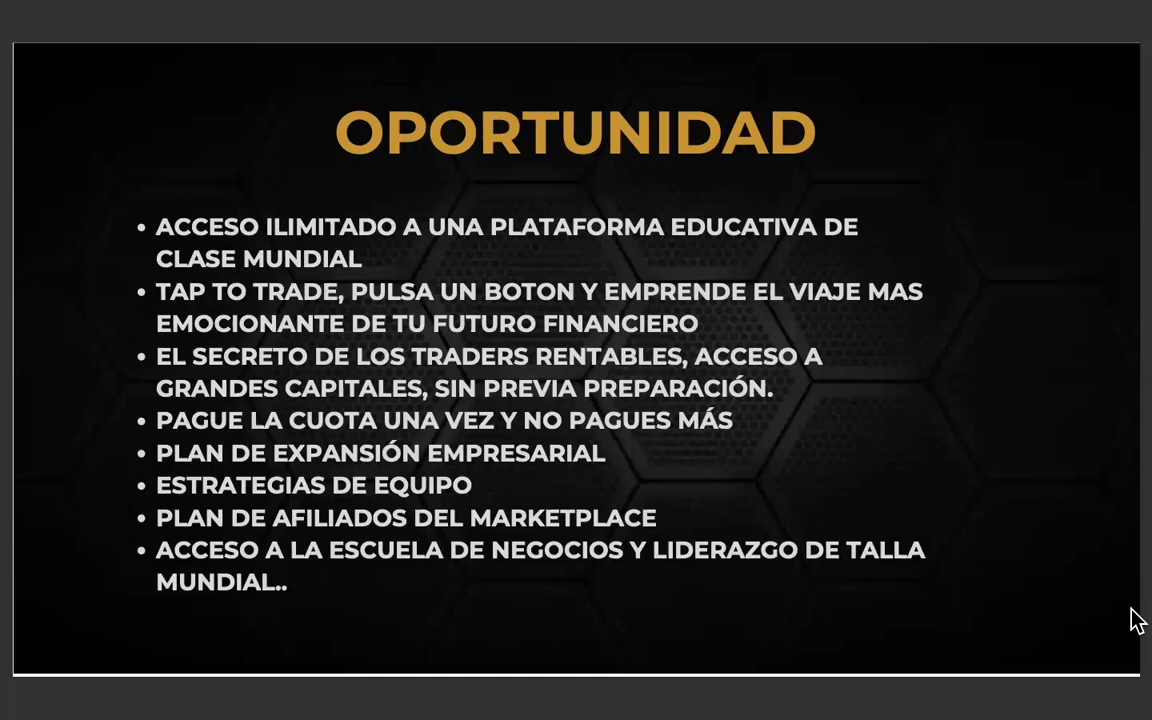 OPORTUNIDAD
• ACCESO ILIMITADO A UNA PLATAFORMA EDUCATIVA DE
CLASE MUNDIAL
• TAP TO TRADE, PULSA UN BOTON Y EMPRENDE EL VIAJE MAS
EMOCIONANTE DE TU FUTURO FINANCIERO
• EL SECRETO DE LOS TRADERS RENTABLES, ACCESO A
GRANDES CAPITALES, SIN PREVIA PREPARACIÓN.
• PAGUE LA CUOTA UNA VEZ Y NO PAGUES MÁS
• PLAN DE EXPANSIÓN EMPRESARIAL
• ESTRATEGIAS DE EQUIPO
• PLAN DE AFILIADOS DEL MARKETPLACE
• ACCESO A LA ESCUELA DE NEGOCIOS Y LIDERAZGO DE TALLA
MUNDIAL..